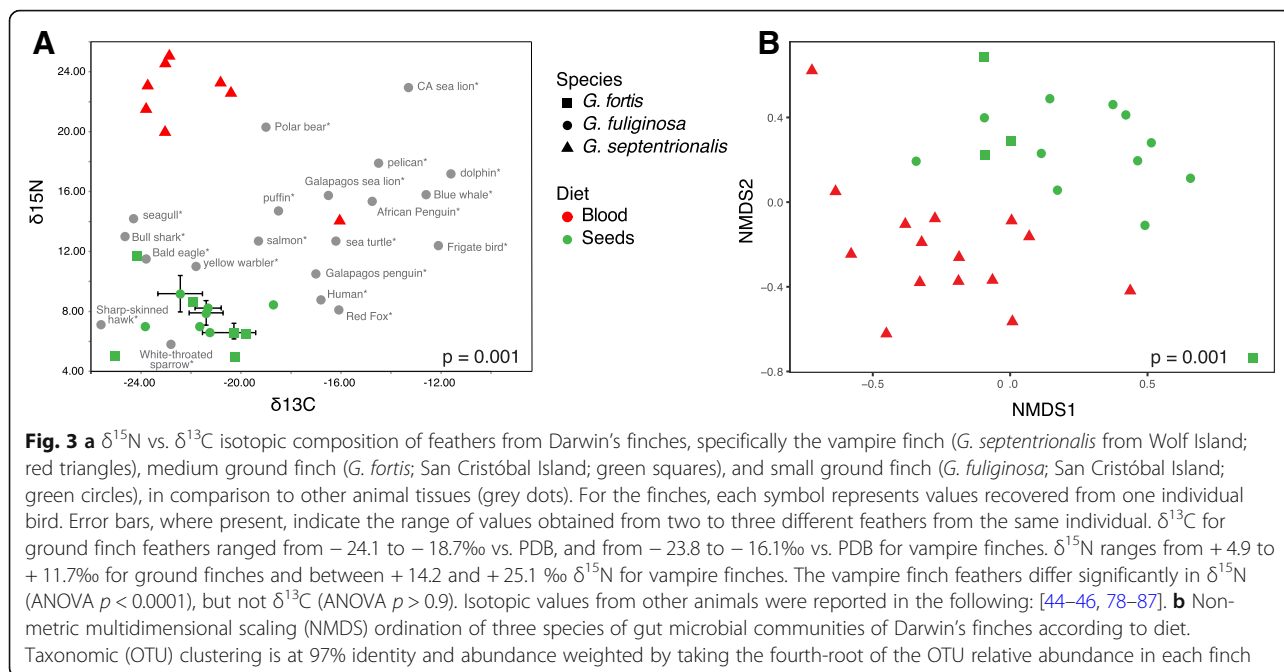 A
24.00
20.00
16.00
12.00
8.00
4.00
δ15N
-24.00 -20.00 -16.00 -12.00
δ13C
CA sea lion*
Polar bear*
pelican*
dolphin*
Galapagos sea lion*
Blue whale*
puffin*
African Penguin*
seagull*
Bull shark*
salmon*
sea turtle*
Frigate bird*
Bald eagle*
yellow warbler*
Galapagos penguin*
Human*
Red Fox*
Sharp-skinned
hawk*
White-throated
sparrow*
p = 0.001
Species
G. fortis
G. fuliginosa
G. septentrionalis
Diet
Blood
Seeds
B
0.4
0.0
-0.4
-0.8
NMDS2
-0.5 0.0 0.5
NMDS1
p = 0.001
Fig. 3 a δ15N vs. δ13C isotopic composition of feathers from Darwin’s finches, specifically the vampire finch (G. septentrionalis from Wolf Island;
red triangles), medium ground finch (G. fortis; San Cristóbal Island; green squares), and small ground finch (G. fuliginosa; San Cristóbal Island;
green circles), in comparison to other animal tissues (grey dots). For the finches, each symbol represents values recovered from one individual
bird. Error bars, where present, indicate the range of values obtained from two to three different feathers from the same individual. δ13C for
ground finch feathers ranged from − 24.1 to − 18.7‰ vs. PDB, and from − 23.8 to − 16.1‰ vs. PDB for vampire finches. δ15N ranges from + 4.9 to
+ 11.7‰ for ground finches and between + 14.2 and + 25.1 ‰ δ15N for vampire finches. The vampire finch feathers differ significantly in δ15N
(ANOVA p < 0.0001), but not δ13C (ANOVA p > 0.9). Isotopic values from other animals were reported in the following: [44–46, 78–87]. b Non-
metric multidimensional scaling (NMDS) ordination of three species of gut microbial communities of Darwin’s finches according to diet.
Taxonomic (OTU) clustering is at 97% identity and abundance weighted by taking the fourth-root of the OTU relative abundance in each finch